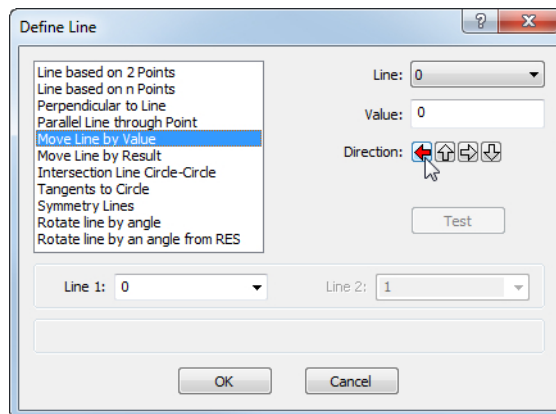 Define Line
?
Line based on 2 Points
Line based on n Points
Perpendicular to Line
Parallel Line through Point
Move Line by Value
Move Line by Result
Intersection Line Circle-Circle
Tangents to Circle
Symmetry Lines
Rotate line by angle
Rotate line by an angle from RES
Line: 0
Value: 0
Direction:
Test
Line 1: 0
Line 2: 1
OK
Cancel